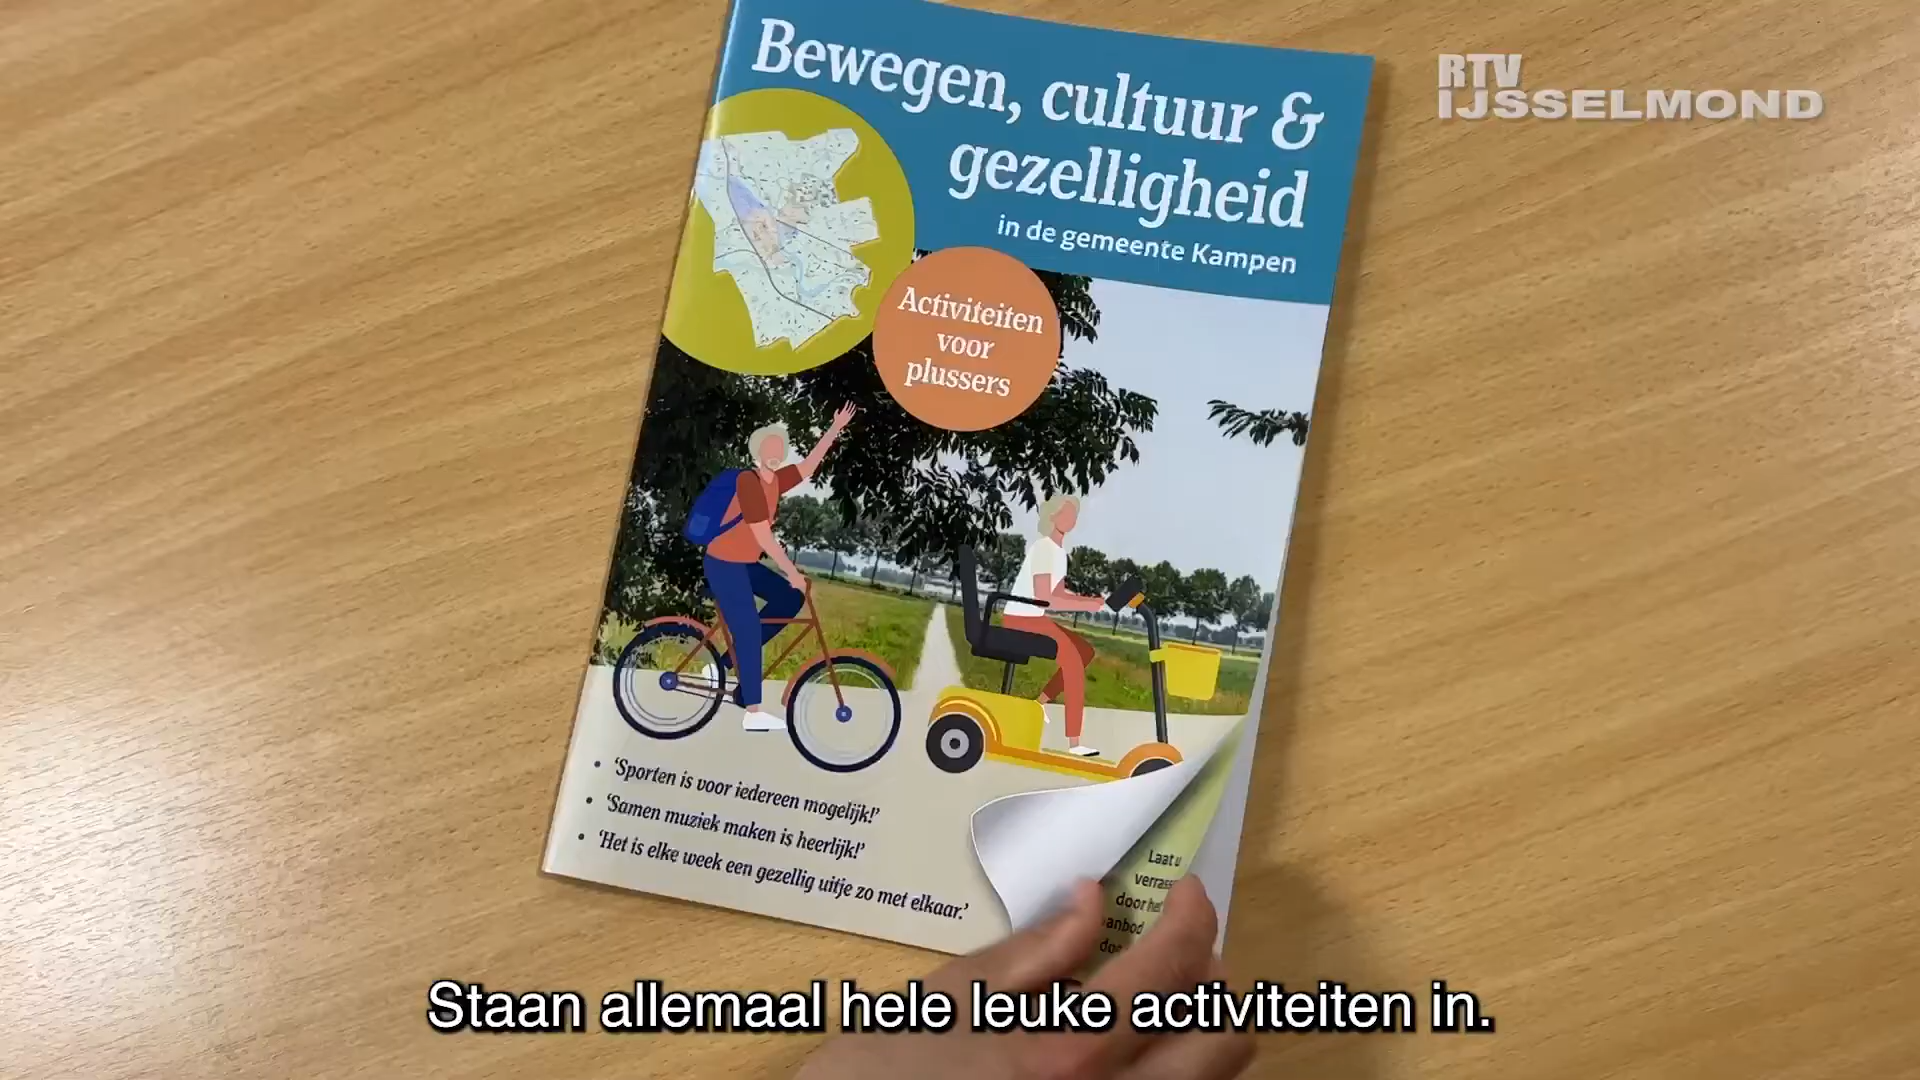 Bewegen, cultuur &
gezelligheid
in de gemeente Kampen
RTV
IJSSELMOND
Activiteiten
voor
plussers
• ‘Sporten is voor iedereen mogelijk!’
• ‘Samen muziek maken is heerlijk!’
• ‘Het is elke week een gezellig uitje zo met elkaar.’
Laat u
door het
Staan allemaal hele leuke activiteiten in.